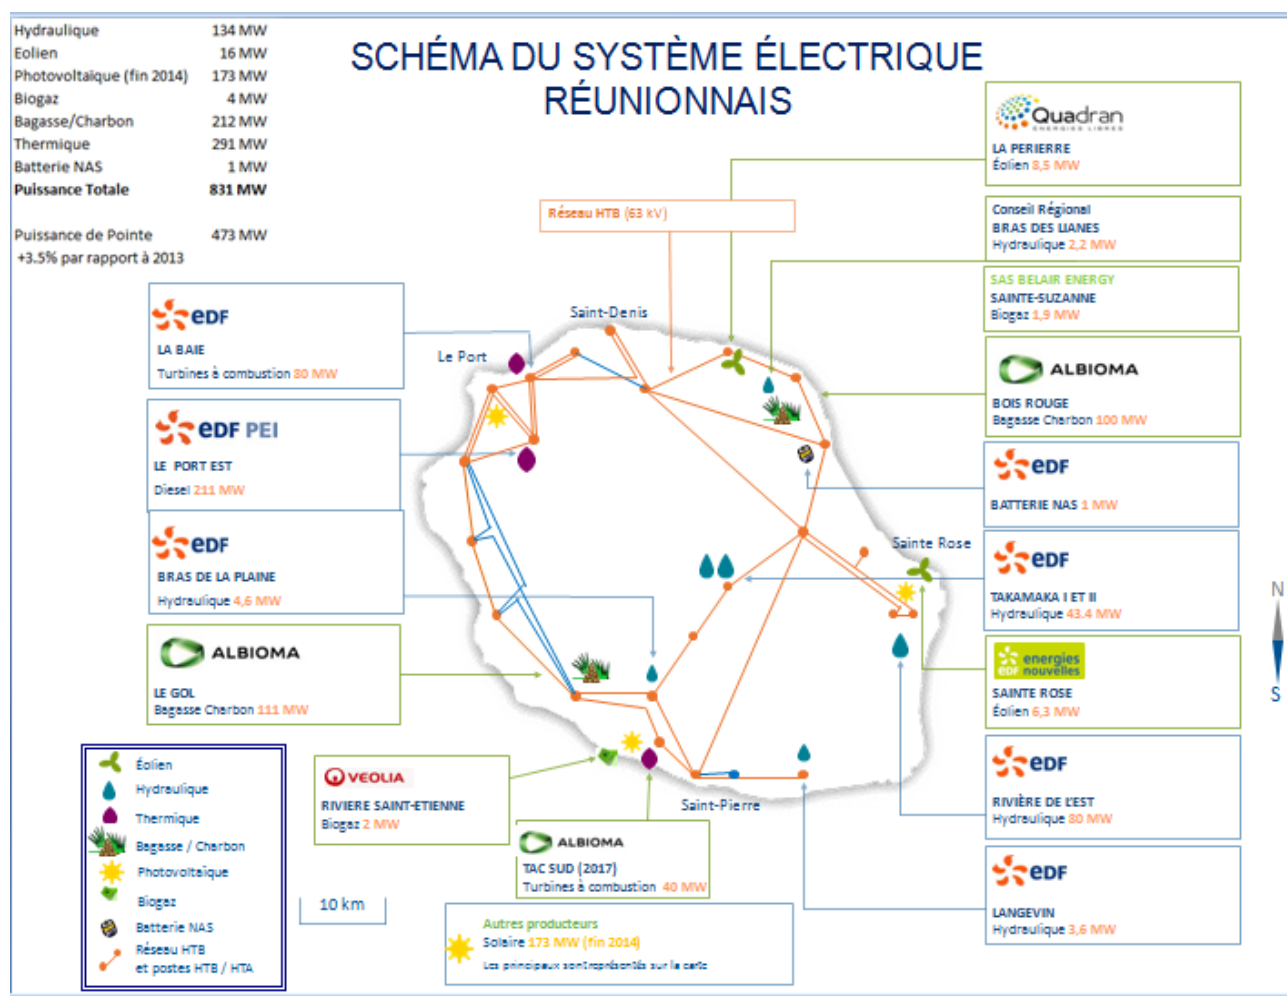 Hydraulique 134 MW
Eolien 16 MW
Photovoltaïque (fin 2014) 173 MW
Biogaz 4 MW
Bagasse/Charbon 212 MW
Thermique 291 MW
Batterie NAS 1 MW
Puissance Totale 831 MW
Puissance de Pointe 473 MW
+3.5% par rapport à 2013
SCHÉMA DU SYSTÈME ÉLECTRIQUE
RÉUNIONNAIS
Quadran
ENERGIES LIBRES
LA PERIERRE
Éolien 8,5 MW
Réseau HTB (63 kV)
Conseil Régional
BRAS DES LIANES
Hydraulique 2,2 MW
SAS BELAIR ENERGY
SAINTE-SUZANNE
Biogaz 1,9 MW
eDF
LA BAIE
Turbines à combustion 80 MW
Saint-Denis
Le Port
ALBIOMA
BOIS ROUGE
Bagasse Charbon 100 MW
eDF PEI
LE PORT EST
Diesel 211 MW
eDF
BATTERIE NAS 1 MW
eDF
BRAS DE LA PLAINE
Hydraulique 4,6 MW
Sainte Rose
eDF
TAKAMAKA I ET II
Hydraulique 43.4 MW
N
S
ALBIOMA
LE GOL
Bagasse Charbon 111 MW
eDF energies nouvelles
SAINTE ROSE
Éolien 6,3 MW
Éolien
Hydraulique
Thermique
Bagasse / Charbon
Photovoltaïque
Biogaz
Batterie NAS
Réseau HTB
et postes HTB / HTA
VEOLIA
RIVIERE SAINT-ETIENNE
Biogaz 2 MW
Saint-Pierre
eDF
RIVIÈRE DE L'EST
Hydraulique 80 MW
ALBIOMA
TAC SUD (2017)
Turbines à combustion 40 MW
10 km
eDF
LANGEVIN
Hydraulique 3,6 MW
Autres producteurs
Solaire 173 MW (fin 2014)
Les principaux sont représentés sur la carte